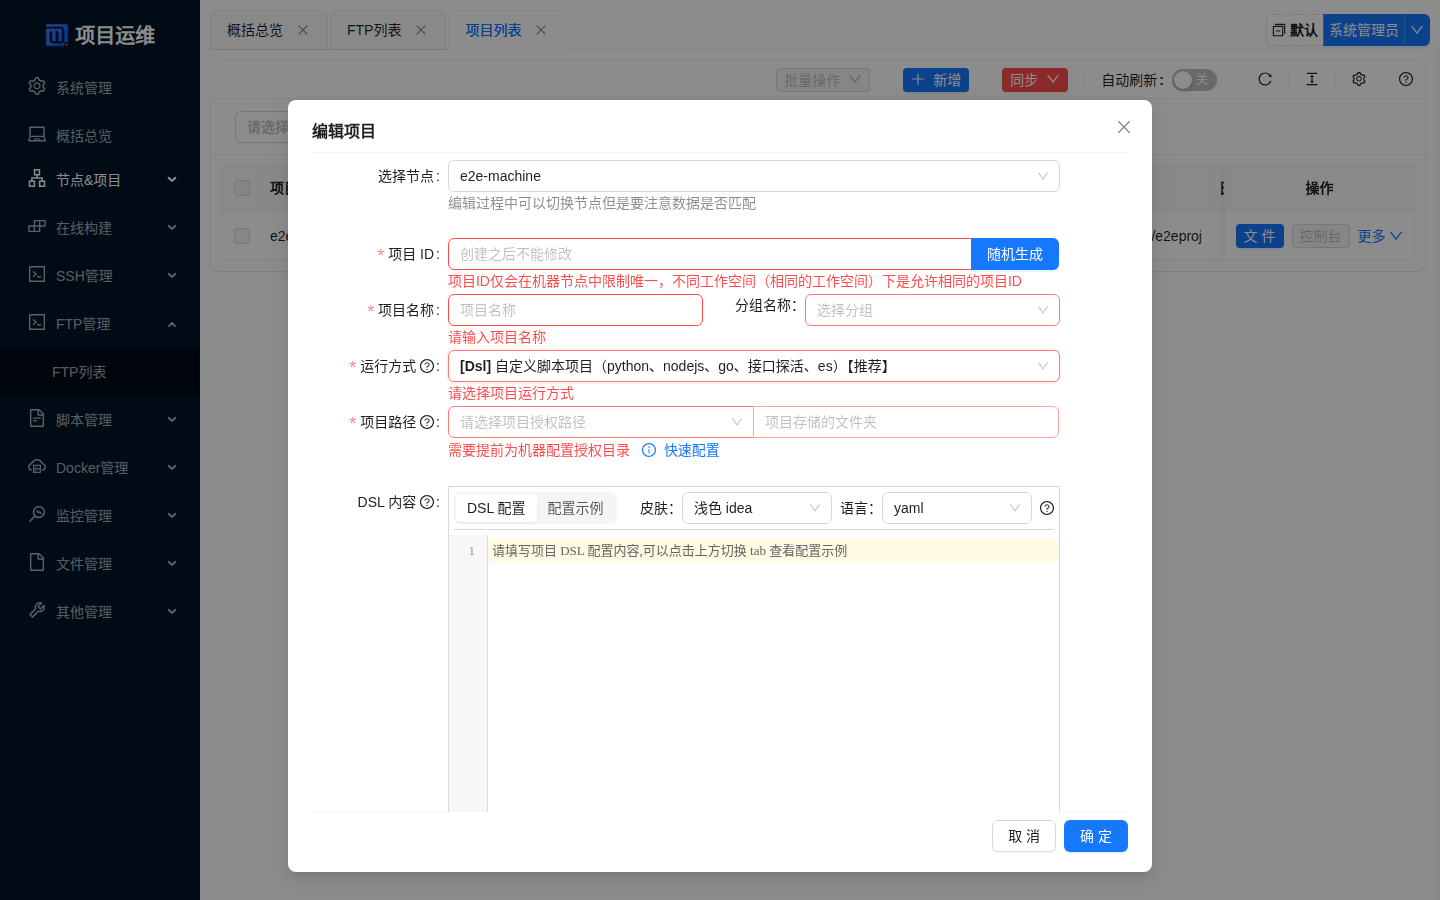 项目运维
系统管理
概括总览
节点&项目
在线构建
SSH管理
FTP管理
FTP列表
脚本管理
Docker管理
监控管理
文件管理
其他管理
概括总览
FTP列表
项目列表
默认
系统管理员
批量操作
新增
同步
自动刷新：
关
请选择
操作
/e2eproj
文 件
控制台
更多
编辑项目
选择节点:
e2e-machine
编辑过程中可以切换节点但是要注意数据是否匹配
* 项目 ID:
创建之后不能修改
随机生成
项目ID仅会在机器节点中限制唯一，不同工作空间（相同的工作空间）下是允许相同的项目ID
* 项目名称:
项目名称
分组名称：
选择分组
请输入项目名称
* 运行方式 :
[Dsl] 自定义脚本项目（python、nodejs、go、接口探活、es）【推荐】
请选择项目运行方式
* 项目路径 :
请选择项目授权路径
项目存储的文件夹
需要提前为机器配置授权目录
快速配置
DSL 内容 :
DSL 配置
配置示例
皮肤：
浅色 idea
语言：
yaml
1
请填写项目 DSL 配置内容,可以点击上方切换 tab 查看配置示例
取 消
确 定